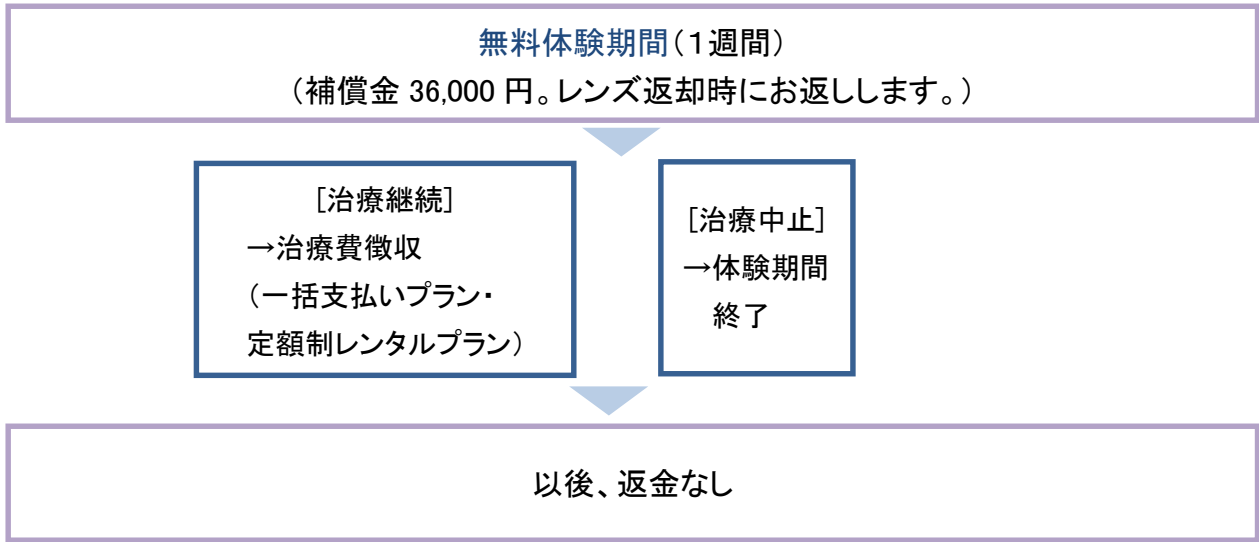 無料体験期間（１週間）
（補償金 36,000 円。レンズ返却時にお返しします。）
［治療継続］
→治療費徴収
（一括支払いプラン・
定額制レンタルプラン）
［治療中止］
→体験期間
終了
以後、返金なし